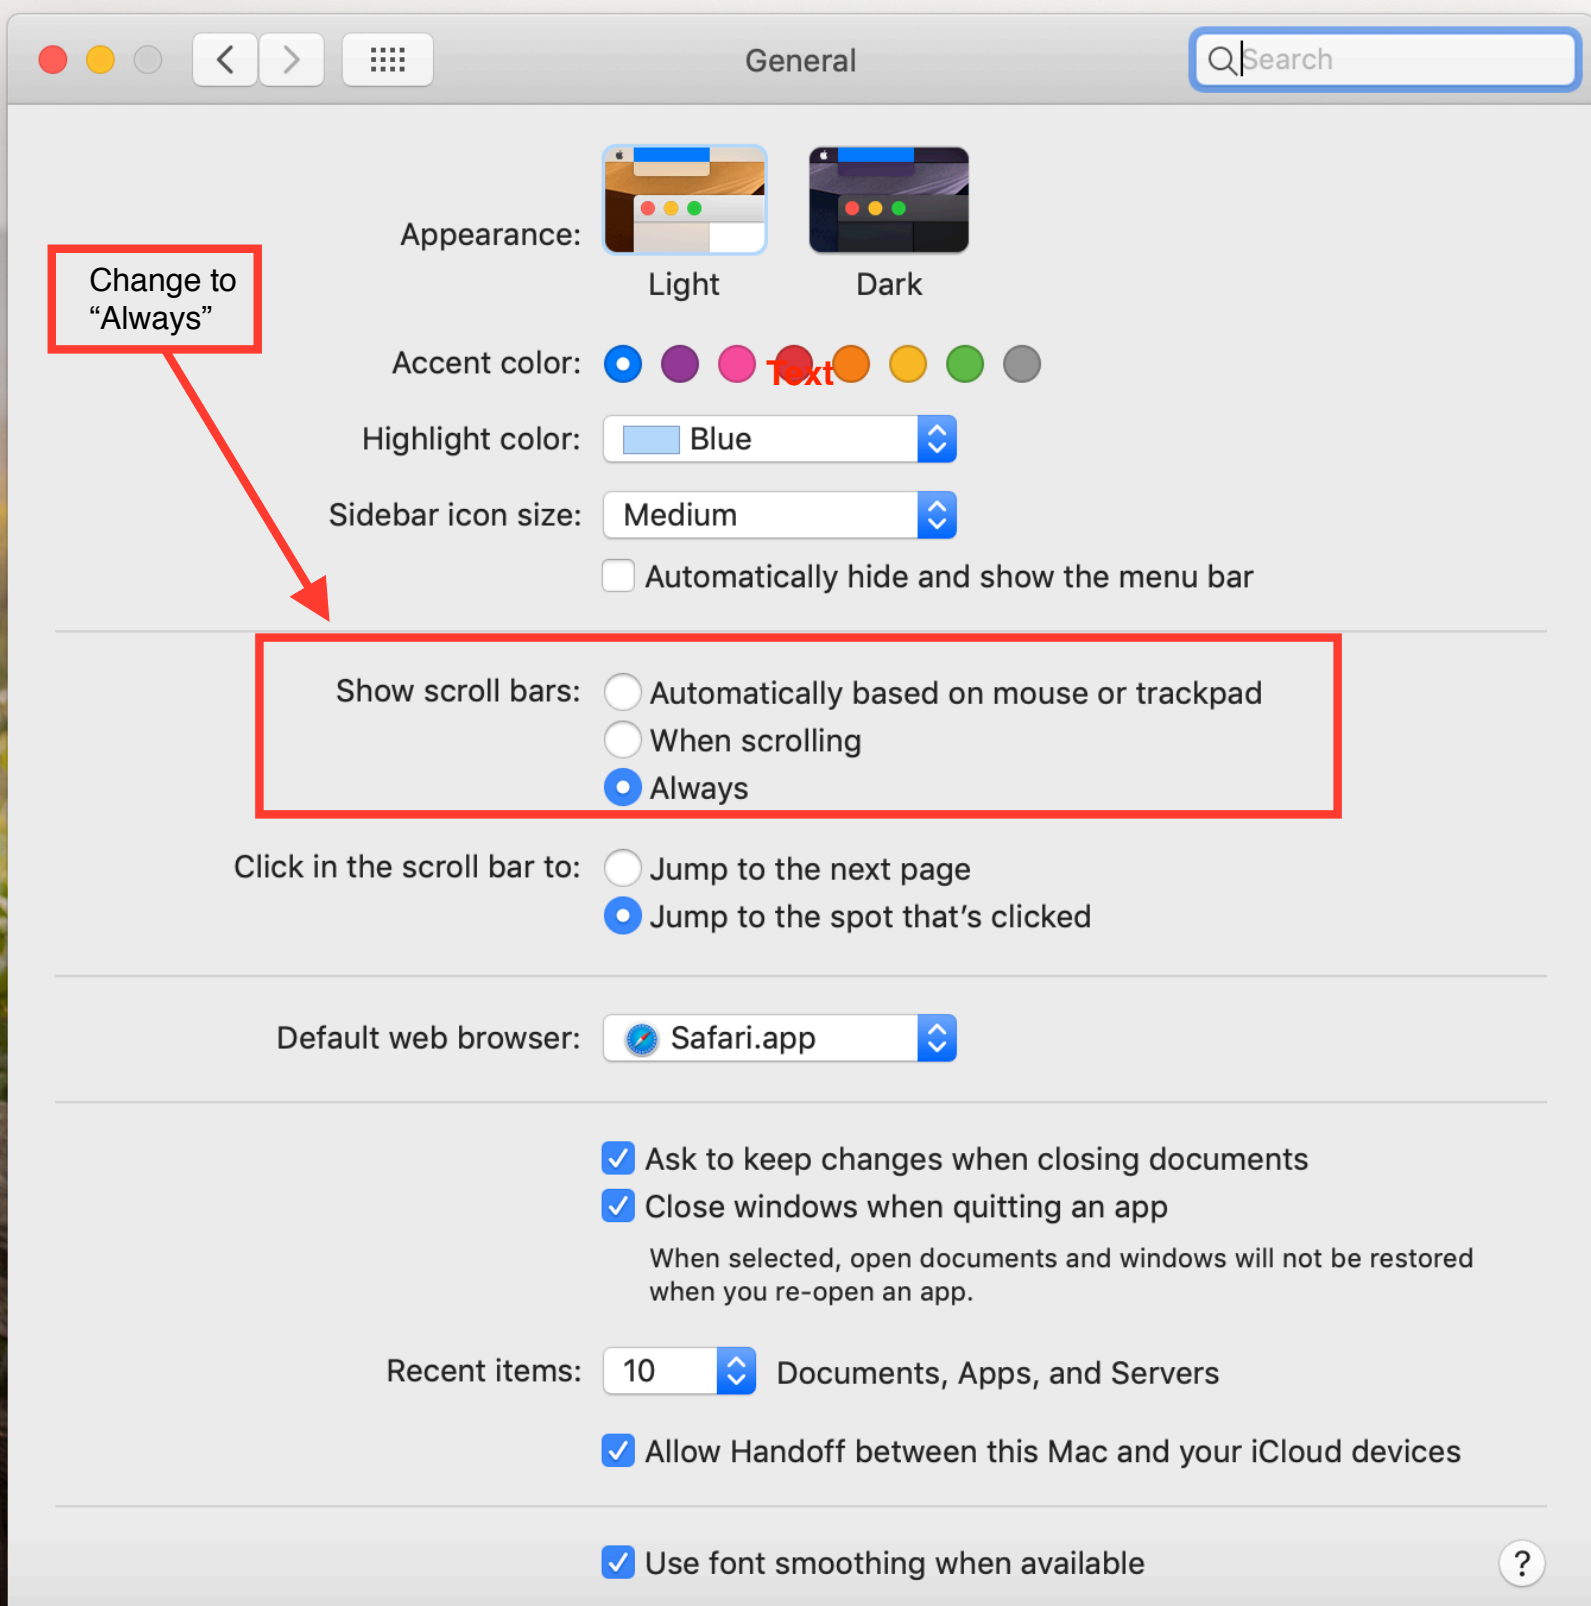 General
Search
Appearance:
Light
Dark
Change to
“Always”
Accent color:
Text
Highlight color:
Blue
Sidebar icon size:
Medium
Automatically hide and show the menu bar
Show scroll bars:
Automatically based on mouse or trackpad
When scrolling
Always
Click in the scroll bar to:
Jump to the next page
Jump to the spot that’s clicked
Default web browser:
Safari.app
Ask to keep changes when closing documents
Close windows when quitting an app
When selected, open documents and windows will not be restored
when you re-open an app.
Recent items:
10
Documents, Apps, and Servers
Allow Handoff between this Mac and your iCloud devices
Use font smoothing when available
?